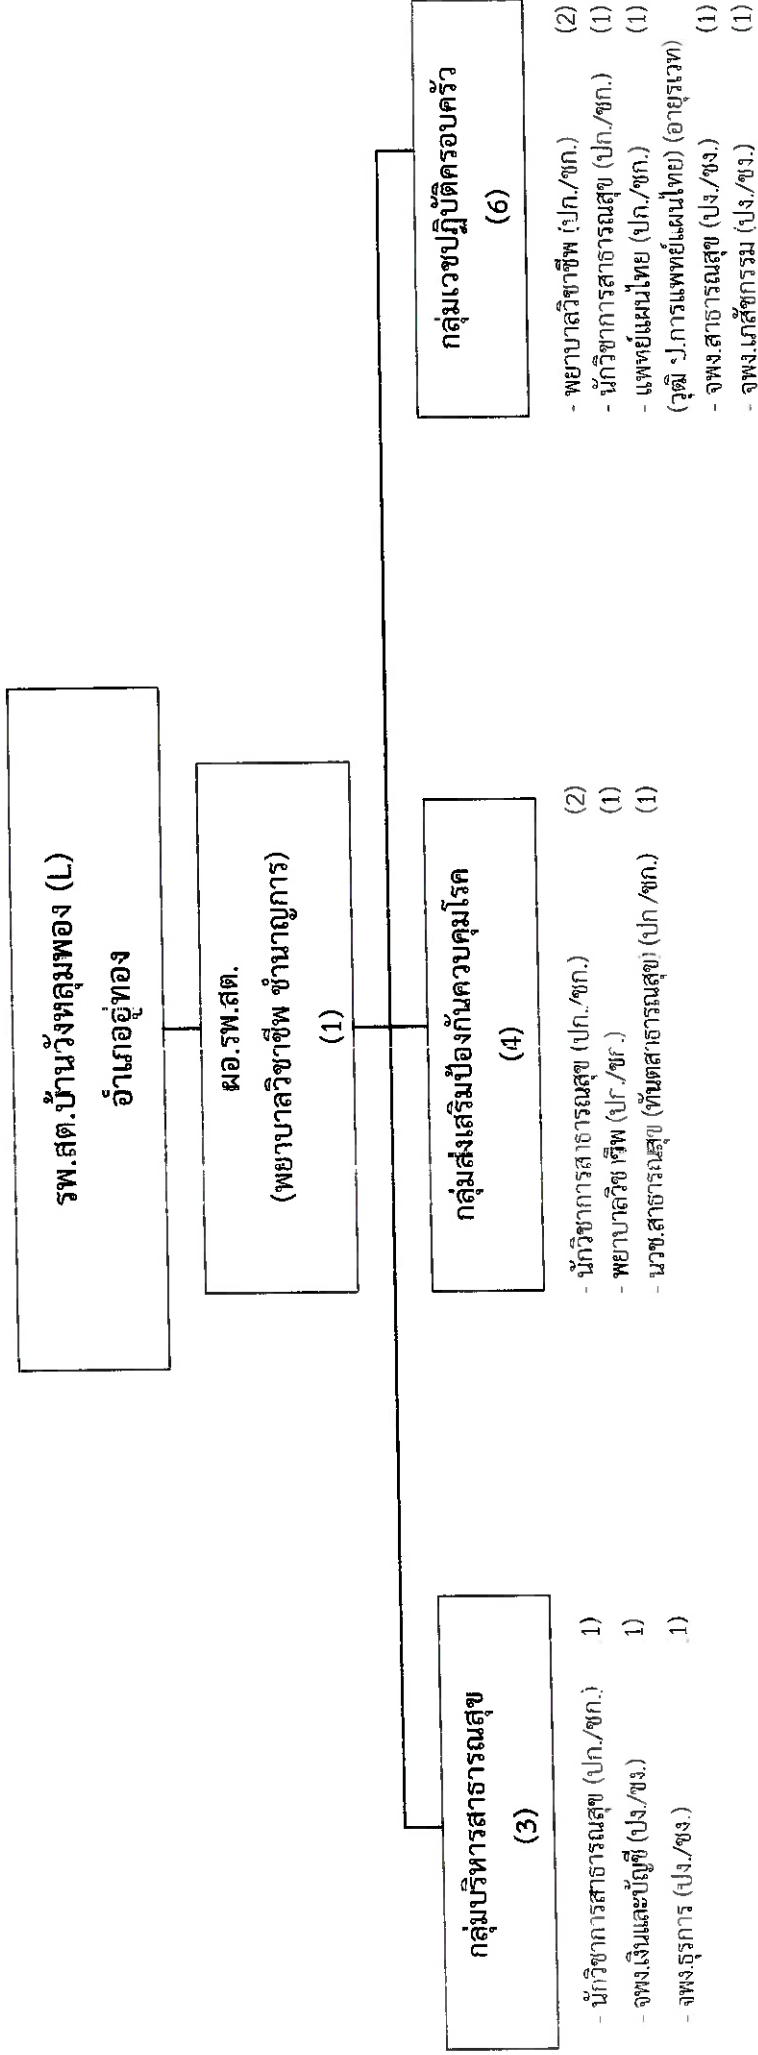 รพ.สต.บ้านวังหลุมพอง (L)
อำเภออู่ทอง
ผอ.รพ.สต.
(พยาบาลวิชาชีพ ชำนาญการ)
(1)
กลุ่มบริหารสาธารณสุข
(3)
- นักวิชาการสาธารณสุข (ปก./ชก.) 1)
- จพง.เงินและบัญชี (ปง./ชง.) 1)
- จพง.ธุรการ (ปง./ชง.) 1)
กลุ่มส่งเสริมป้องกันควบคุมโรค
(4)
- นักวิชาการสาธารณสุข (ปก./ชก.) (2)
- พยาบาลวิชาชีพ (ปก./ชก.) (1)
- นวช.สาธารณสุข (ทันตสาธารณสุข) (ปก/ชก.) (1)
กลุ่มเวชปฏิบัติครอบครัว
(6)
- พยาบาลวิชาชีพ (ปก./ชก.) (2)
- นักวิชาการสาธารณสุข (ปก./ชก.) (1)
- แพทย์แผนไทย (ปก./ชก.) (1)
(วุฒิ ป.การแพทย์แผนไทย) (อายุรเวท)
- จพง.สาธารณสุข (ปง./ชง.) (1)
- จพง.เภสัชกรรม (ปง./ชง.) (1)